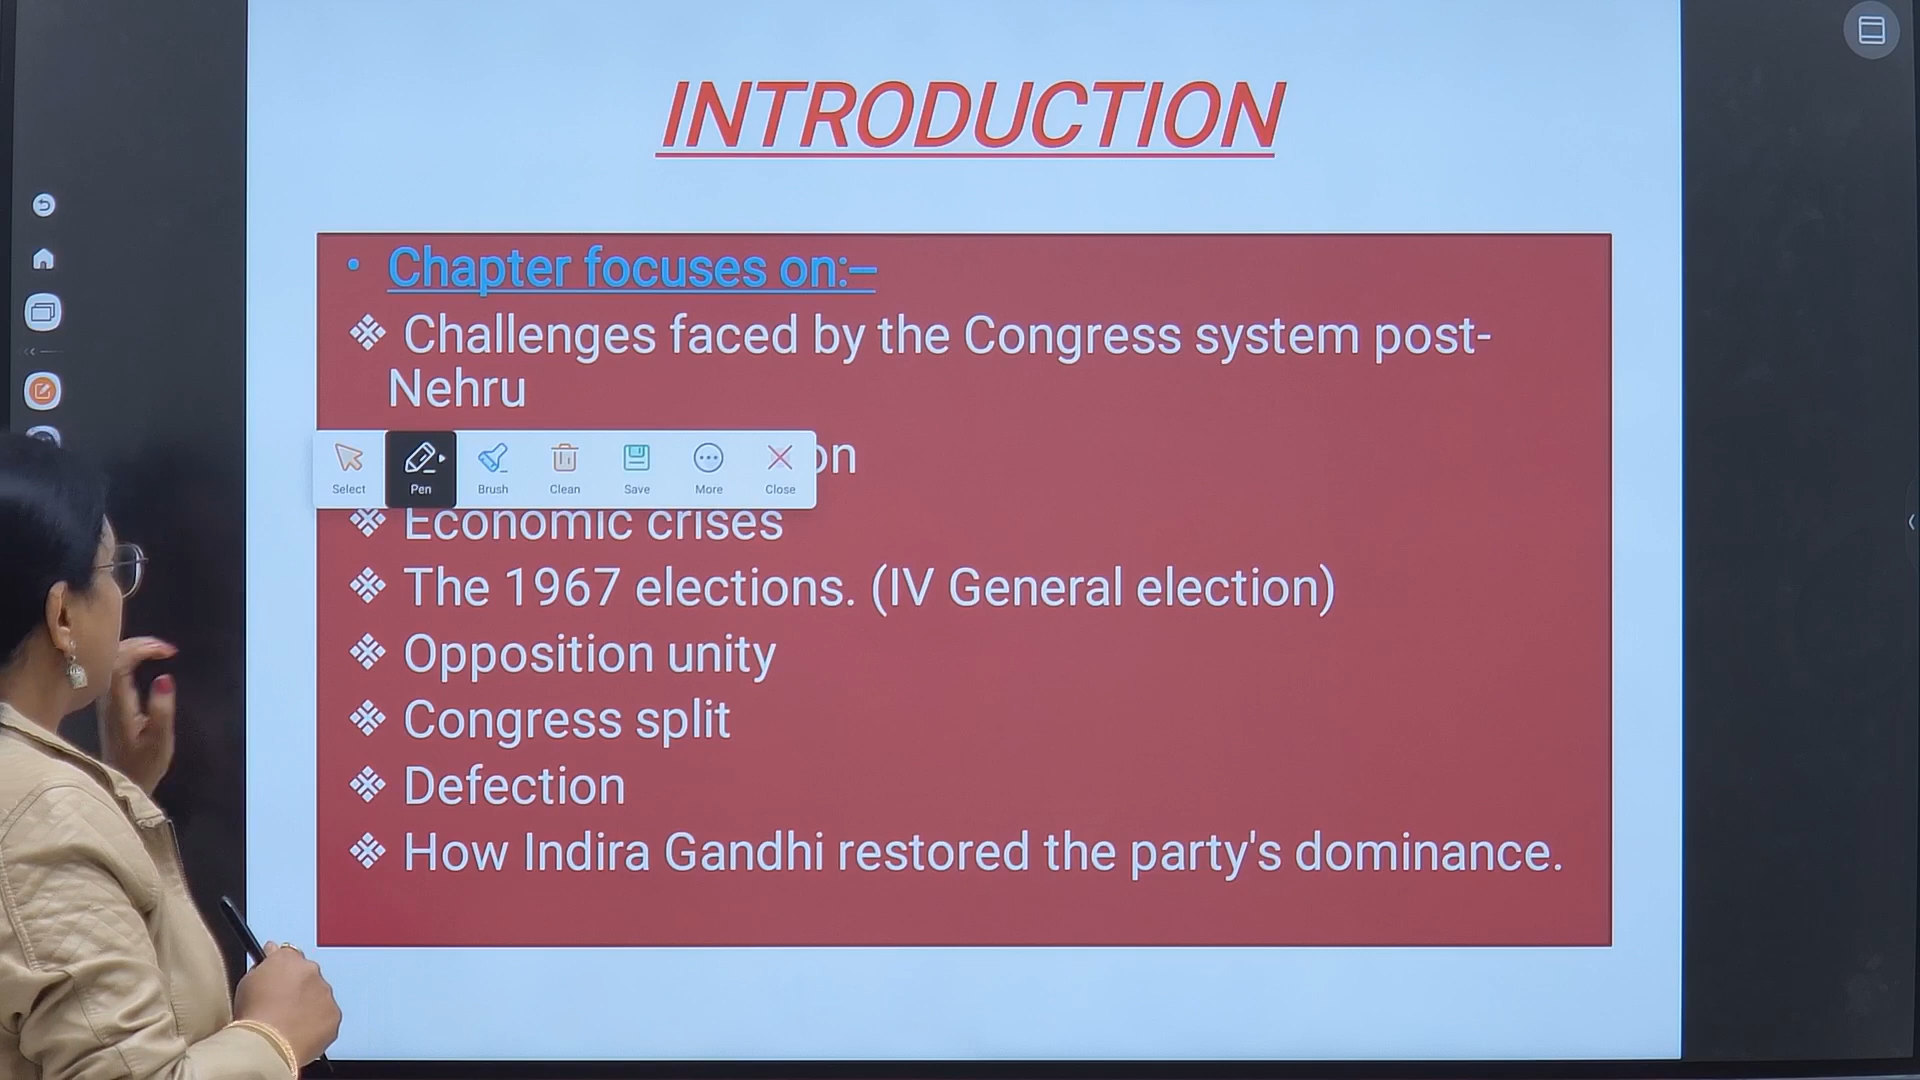 INTRODUCTION
• Chapter focuses on:–
❖ Challenges faced by the Congress system post-
Nehru
Select Pen Brush Clean Save More Close
❖ Economic crises
❖ The 1967 elections. (IV General election)
❖ Opposition unity
❖ Congress split
❖ Defection
❖ How Indira Gandhi restored the party's dominance.